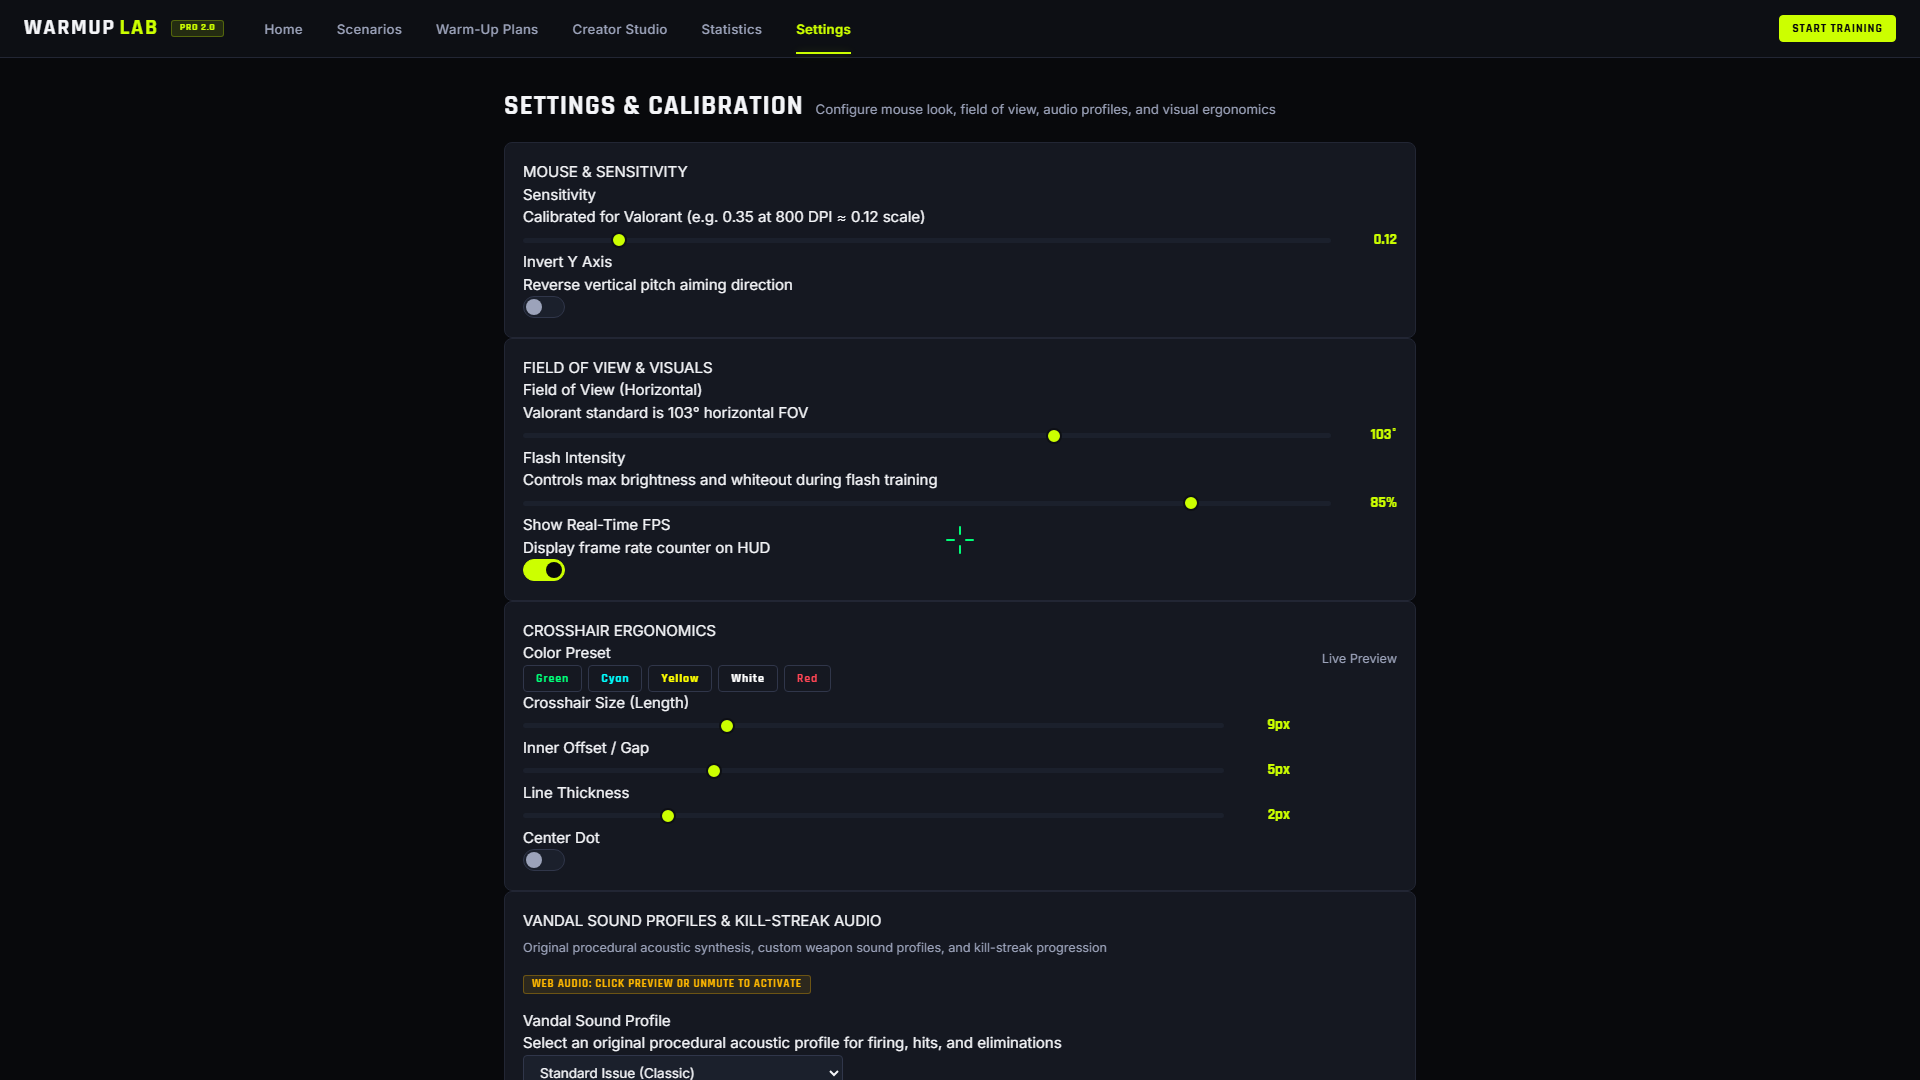 WARMUP LAB PRO 2.0 Home Scenarios Warm-Up Plans Creator Studio Statistics Settings START TRAINING
SETTINGS & CALIBRATION Configure mouse look, field of view, audio profiles, and visual ergonomics
MOUSE & SENSITIVITY
Sensitivity
Calibrated for Valorant (e.g. 0.35 at 800 DPI ≈ 0.12 scale)
0.12
Invert Y Axis
Reverse vertical pitch aiming direction
FIELD OF VIEW & VISUALS
Field of View (Horizontal)
Valorant standard is 103° horizontal FOV
103°
Flash Intensity
Controls max brightness and whiteout during flash training
85%
Show Real-Time FPS
Display frame rate counter on HUD
CROSSHAIR ERGONOMICS
Color Preset
Live Preview
Green Cyan Yellow White Red
Crosshair Size (Length)
9px
Inner Offset / Gap
5px
Line Thickness
2px
Center Dot
VANDAL SOUND PROFILES & KILL-STREAK AUDIO
Original procedural acoustic synthesis, custom weapon sound profiles, and kill-streak progression
WEB AUDIO: CLICK PREVIEW OR UNMUTE TO ACTIVATE
Vandal Sound Profile
Select an original procedural acoustic profile for firing, hits, and eliminations
Standard Issue (Classic)